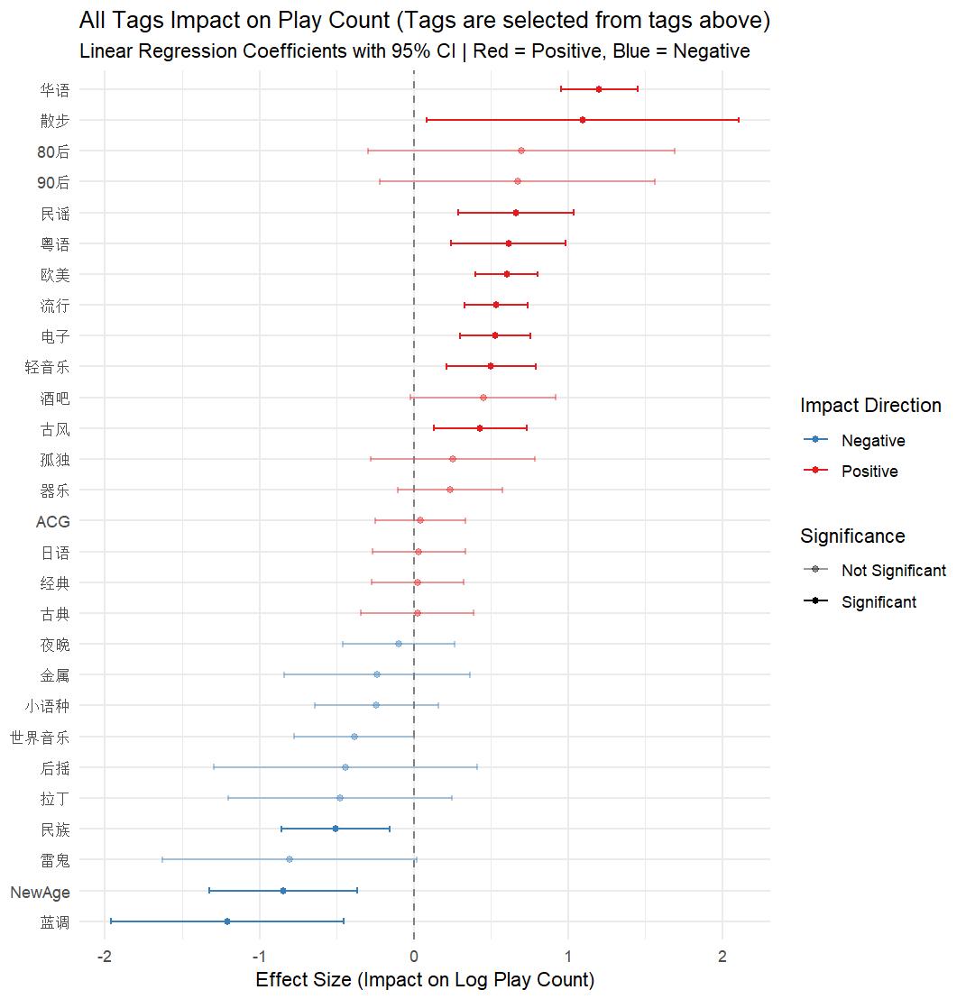 All Tags Impact on Play Count (Tags are selected from tags above)
Linear Regression Coefficients with 95% CI | Red = Positive, Blue = Negative
华语
散步
80后
90后
民谣
粤语
欧美
流行
电子
轻音乐
酒吧
古风
孤独
器乐
ACG
日语
经典
古典
夜晚
金属
小语种
世界音乐
后摇
拉丁
民族
雷鬼
NewAge
蓝调
-2 -1 0 1 2
Effect Size (Impact on Log Play Count)
Impact Direction
Negative
Positive
Significance
Not Significant
Significant